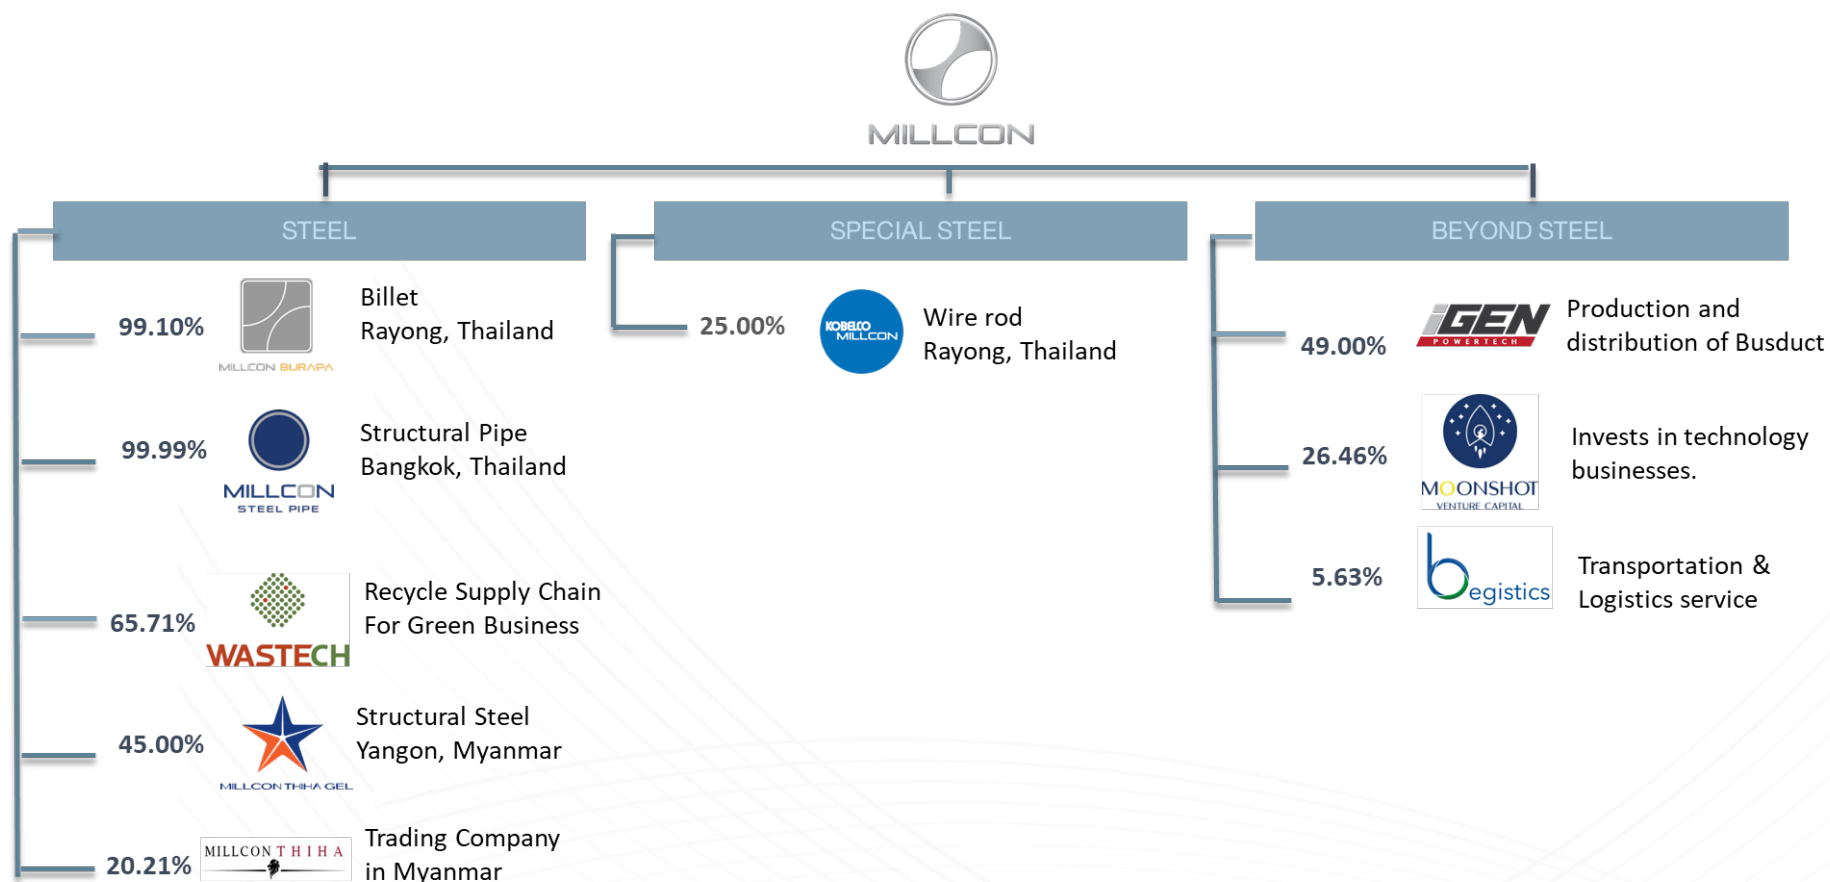 MILLCON
STEEL
99.10%
MILLCON BURAPA
Billet
Rayong, Thailand
99.99%
MILLCON
STEEL PIPE
Structural Pipe
Bangkok, Thailand
65.71%
WASTECH
Recycle Supply Chain
For Green Business
45.00%
MILLCON THIHA GEL
Structural Steel
Yangon, Myanmar
20.21%
MILLCON THIHA
Trading Company
in Myanmar
SPECIAL STEEL
25.00%
KOBELCO
MILLCON
Wire rod
Rayong, Thailand
BEYOND STEEL
49.00%
iGEN
POWERTECH
Production and
distribution of Busduct
26.46%
MOONSHOT
VENTURE CAPITAL
Invests in technology
businesses.
5.63%
begistics
Transportation &
Logistics service